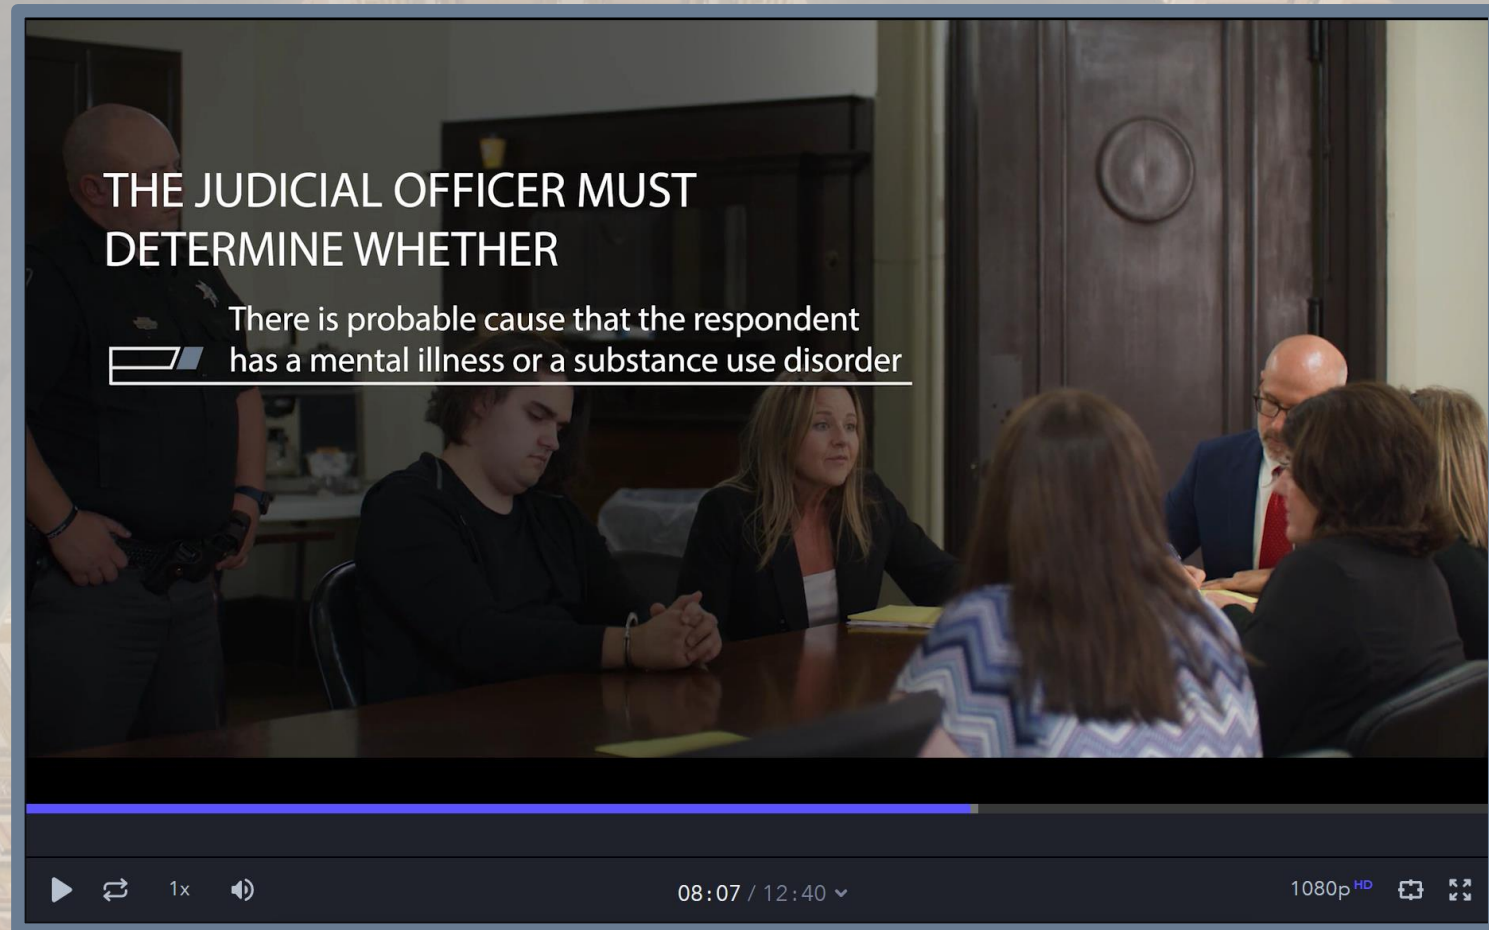 THE JUDICIAL OFFICER MUST
DETERMINE WHETHER
There is probable cause that the respondent
has a mental illness or a substance use disorder
1x
08:07 / 12:40
1080p HD